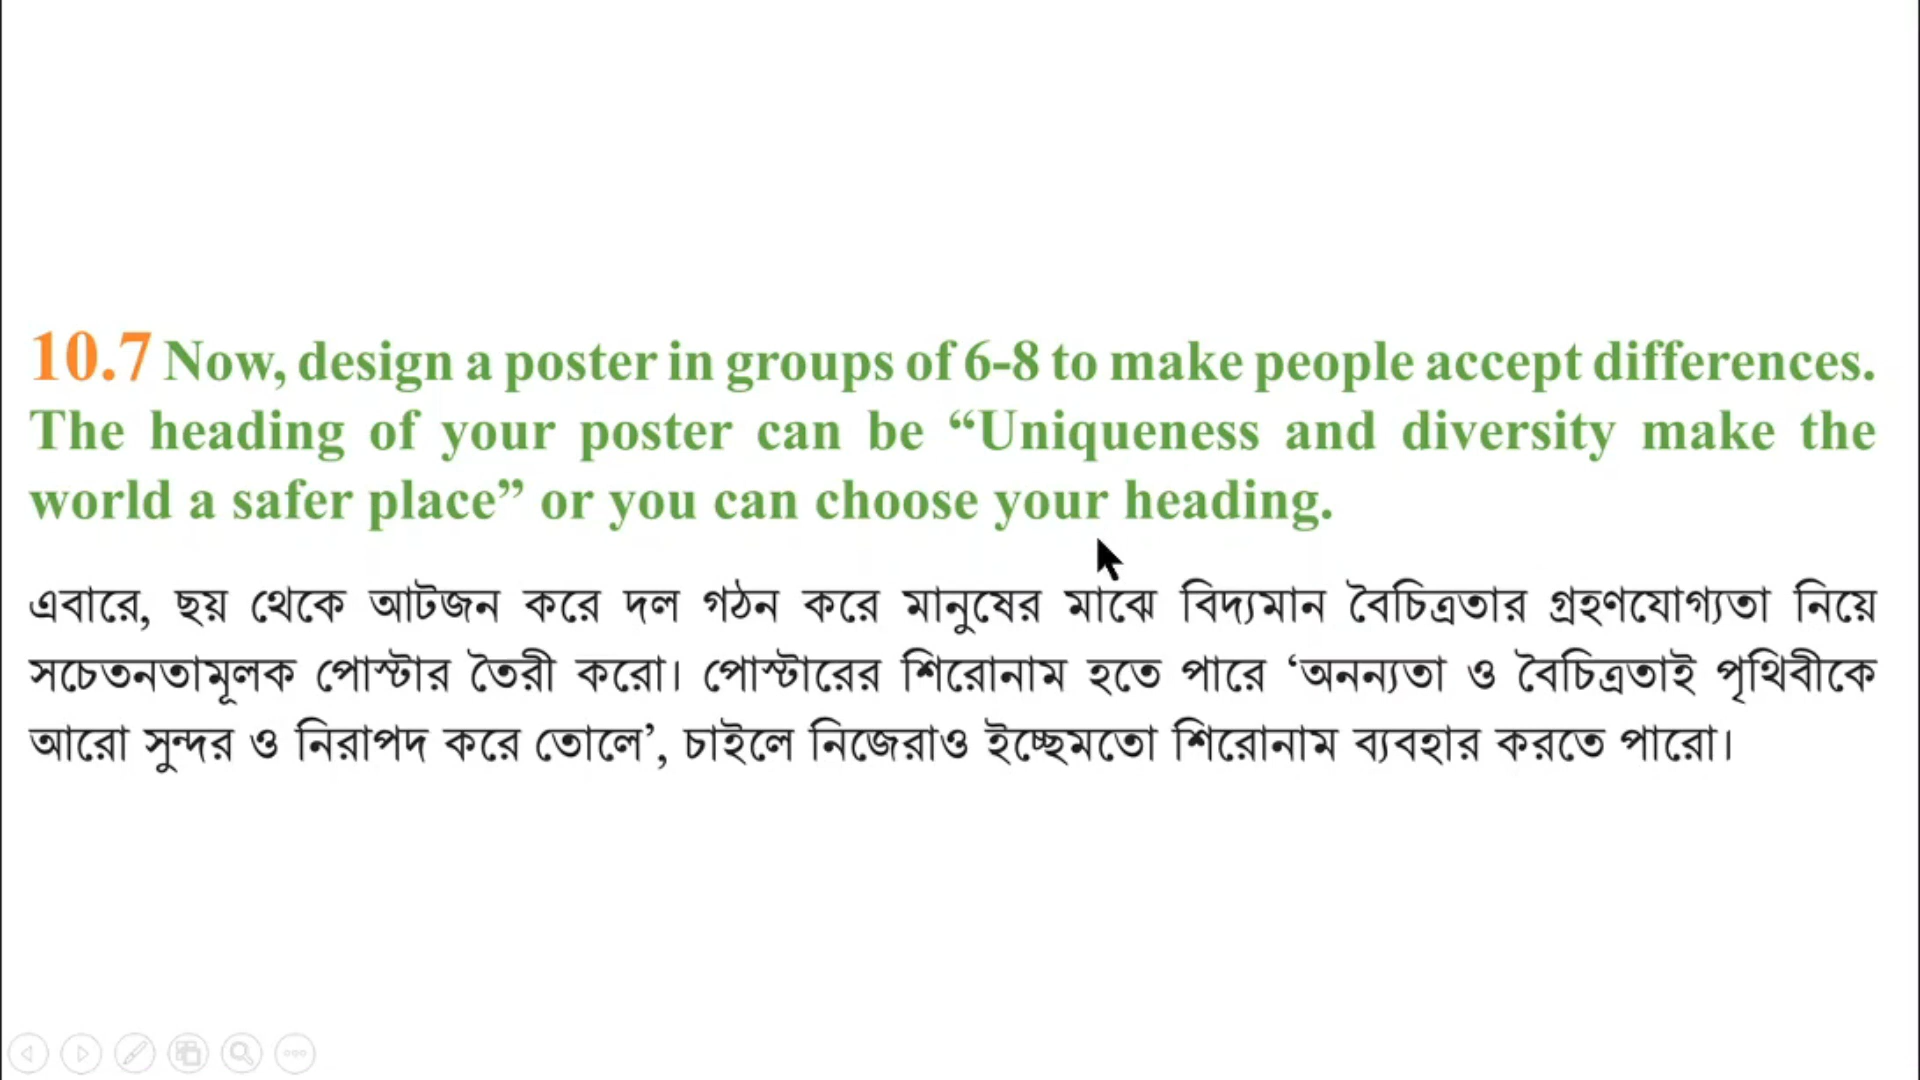 10.7 Now, design a poster in groups of 6-8 to make people accept differences.
The heading of your poster can be “Uniqueness and diversity make the
world a safer place” or you can choose your heading.
এবারে, ছয় থেকে আটজন করে দল গঠন করে মানুষের মাঝে বিদ্যমান বৈচিত্রতার গ্রহণযোগ্যতা নিয়ে
সচেতনতামূলক পোস্টার তৈরী করো। পোস্টারের শিরোনাম হতে পারে ‘অনন্যতা ও বৈচিত্রতাই পৃথিবীকে
আরো সুন্দর ও নিরাপদ করে তোলে’, চাইলে নিজেরাও ইচ্ছেমতো শিরোনাম ব্যবহার করতে পারো।